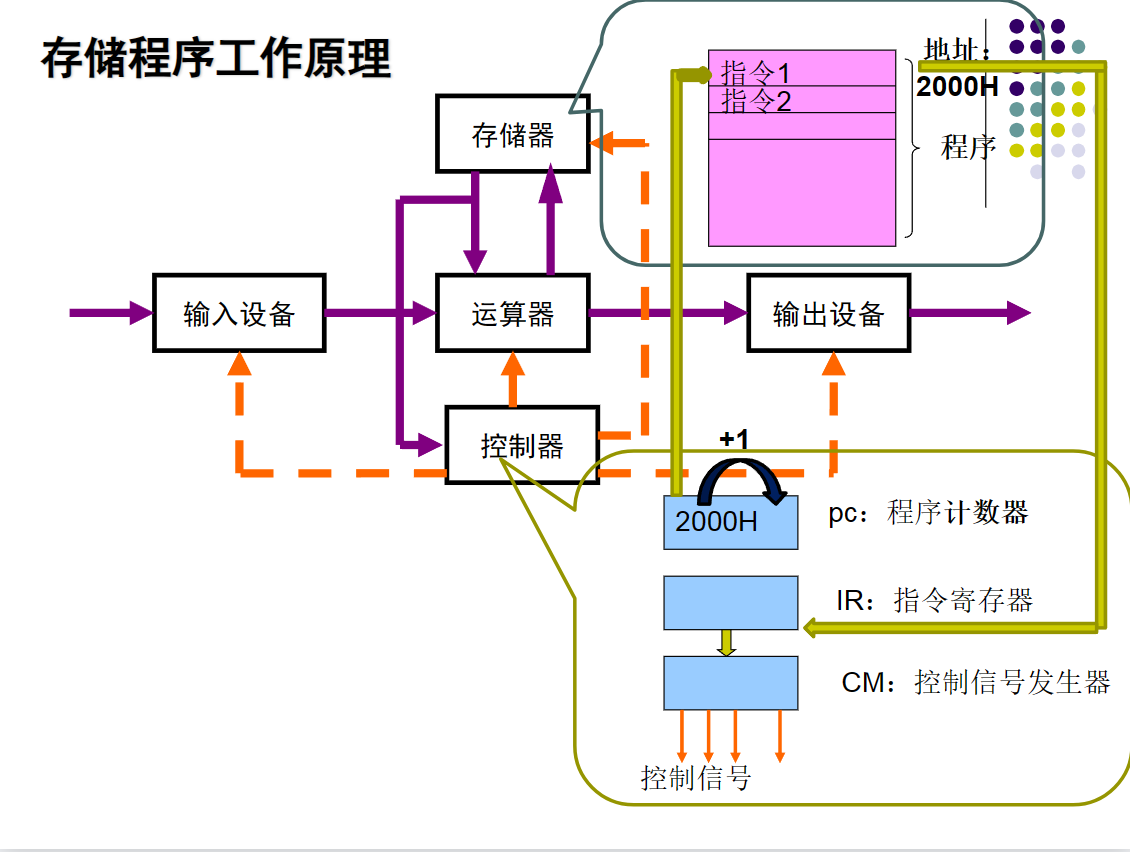 存储程序工作原理
地址：
2000H
指令1
指令2
程序
存储器
输入设备
运算器
输出设备
控制器
+1
2000H
pc：程序计数器
IR：指令寄存器
CM：控制信号发生器
控制信号